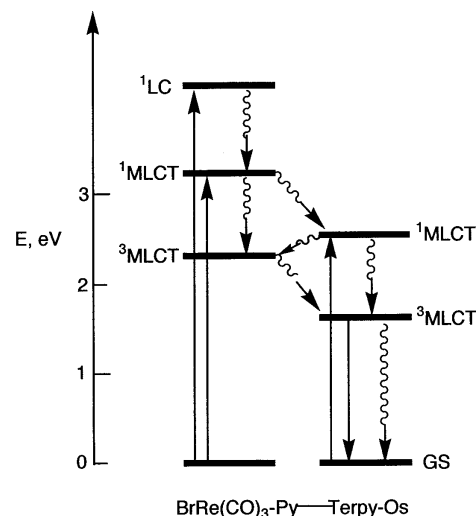 ¹LC
¹MLCT
3
E, eV
¹MLCT
³MLCT
2
³MLCT
1
0
GS
BrRe(CO)₃-Py—Terpy-Os